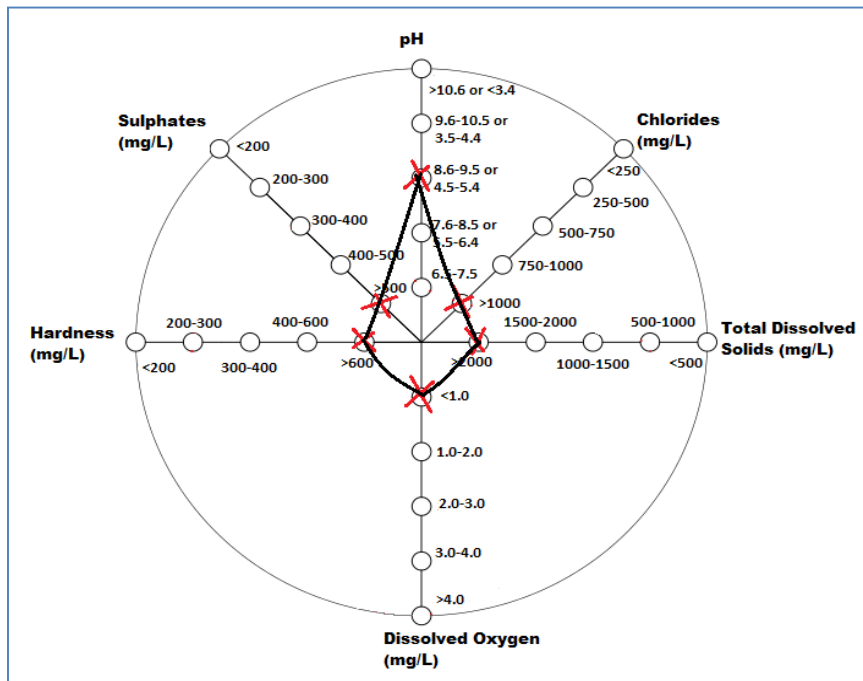 pH
>10.6 or <3.4
9.6-10.5 or
3.5-4.4
8.6-9.5 or
4.5-5.4
7.6-8.5 or
5.5-6.4
6.5-7.5
Sulphates
(mg/L)
<200
200-300
300-400
400-500
>500
Chlorides
(mg/L)
<250
250-500
500-750
750-1000
>1000
Hardness
(mg/L)
<200
200-300
300-400
400-600
>600
Total Dissolved
Solids (mg/L)
>2000
1500-2000
1000-1500
500-1000
<500
<1.0
1.0-2.0
2.0-3.0
3.0-4.0
>4.0
Dissolved Oxygen
(mg/L)